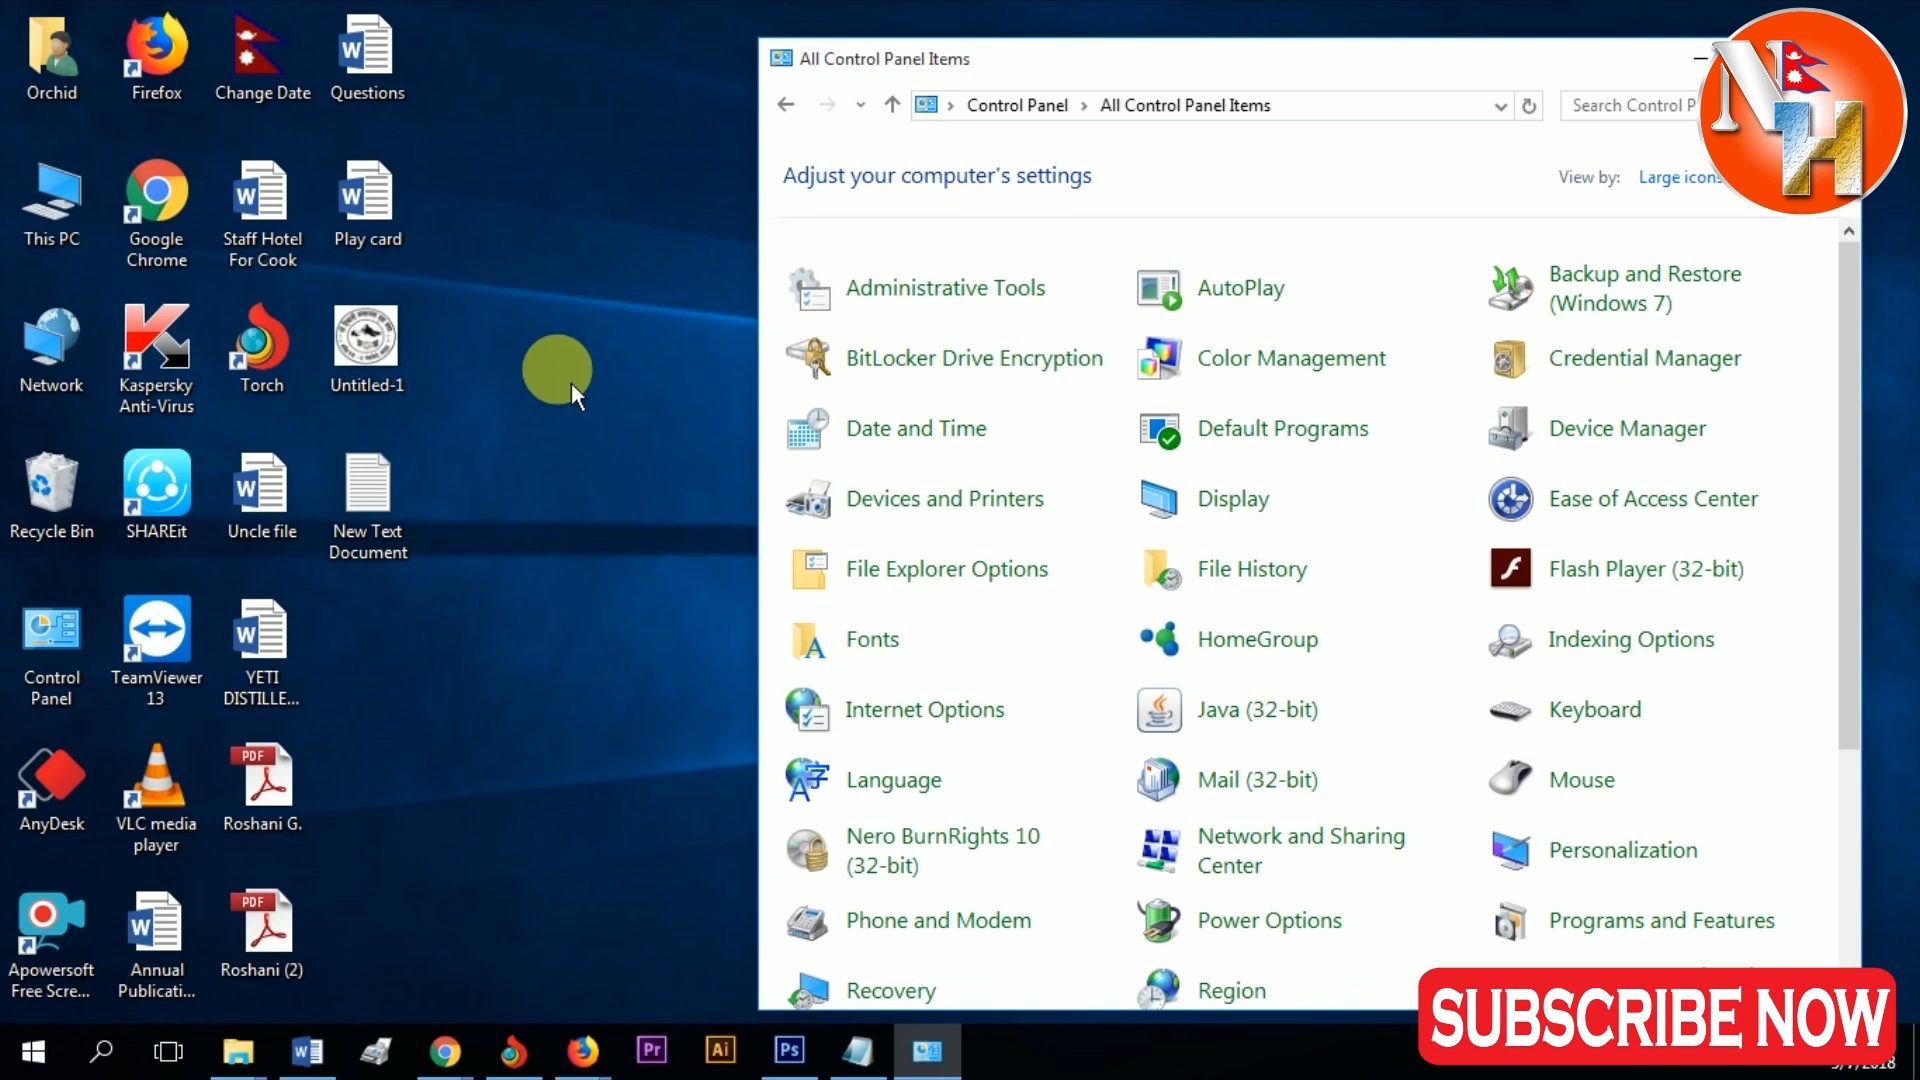 Orchid
Firefox
Change Date
Questions
This PC
Google
Chrome
Staff Hotel
For Cook
Play card
Network
Kaspersky
Anti-Virus
Torch
Untitled-1
Recycle Bin
SHAREit
Uncle file
New Text
Document
Control
Panel
TeamViewer
13
YETI
DISTILLE...
AnyDesk
VLC media
player
PDF
Roshani G.
Apowersoft
Free Scre...
Annual
Publicati...
PDF
Roshani (2)
All Control Panel Items
Control Panel > All Control Panel Items
Search Control P
NH
Adjust your computer's settings
View by: Large icons
Administrative Tools
AutoPlay
Backup and Restore
(Windows 7)
BitLocker Drive Encryption
Color Management
Credential Manager
Date and Time
Default Programs
Device Manager
Devices and Printers
Display
Ease of Access Center
File Explorer Options
File History
Flash Player (32-bit)
Fonts
HomeGroup
Indexing Options
Internet Options
Java (32-bit)
Keyboard
Language
Mail (32-bit)
Mouse
Nero BurnRights 10
(32-bit)
Network and Sharing
Center
Personalization
Phone and Modem
Power Options
Programs and Features
Recovery
Region
SUBSCRIBE NOW
Pr
Ai
Ps